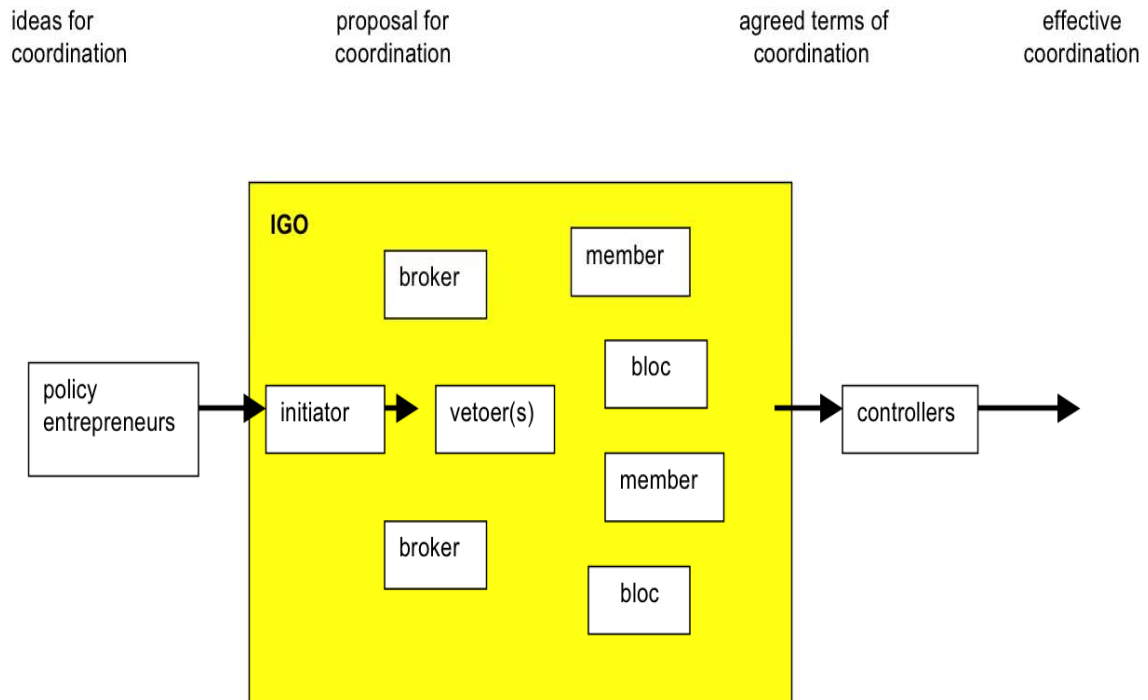 ideas for
coordination
proposal for
coordination
agreed terms of
coordination
effective
coordination
IGO
broker
member
bloc
policy
entrepreneurs
initiator
vetoer(s)
controllers
member
broker
bloc